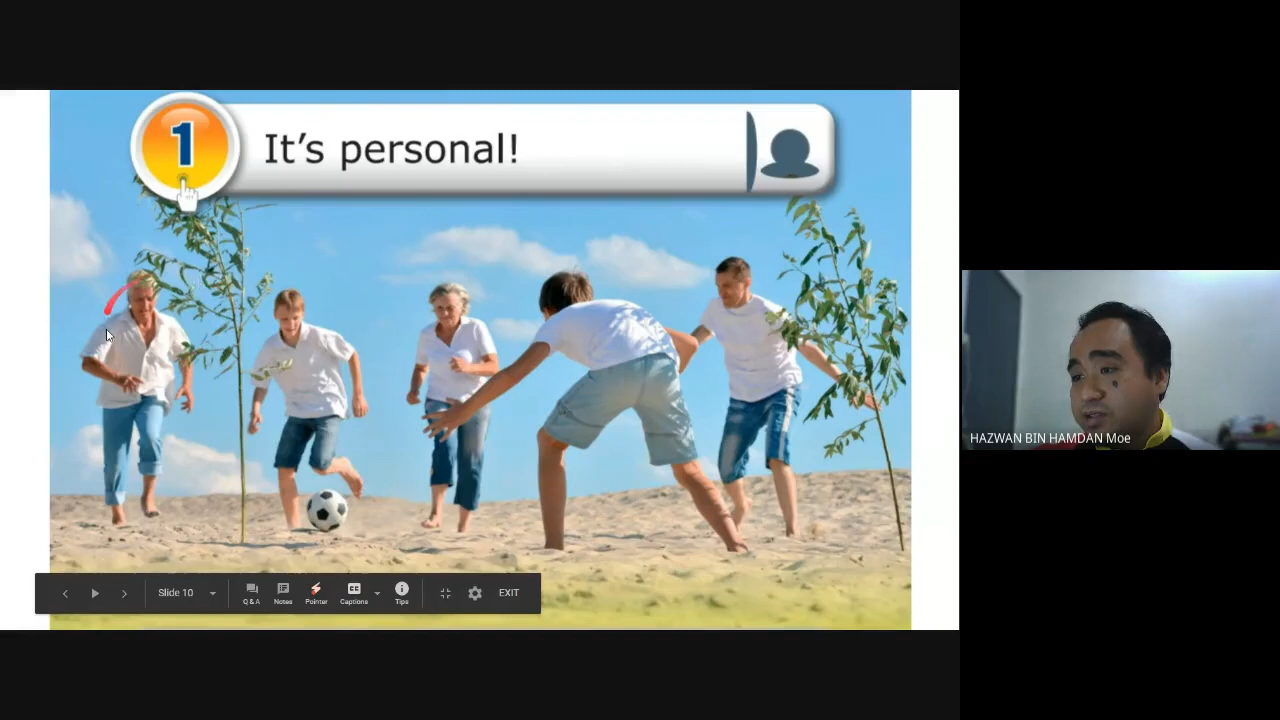 1
It's personal!
Slide 10
Q & A
Notes
Pointer
Captions
Tips
EXIT
HAZWAN BIN HAMDAN Moe